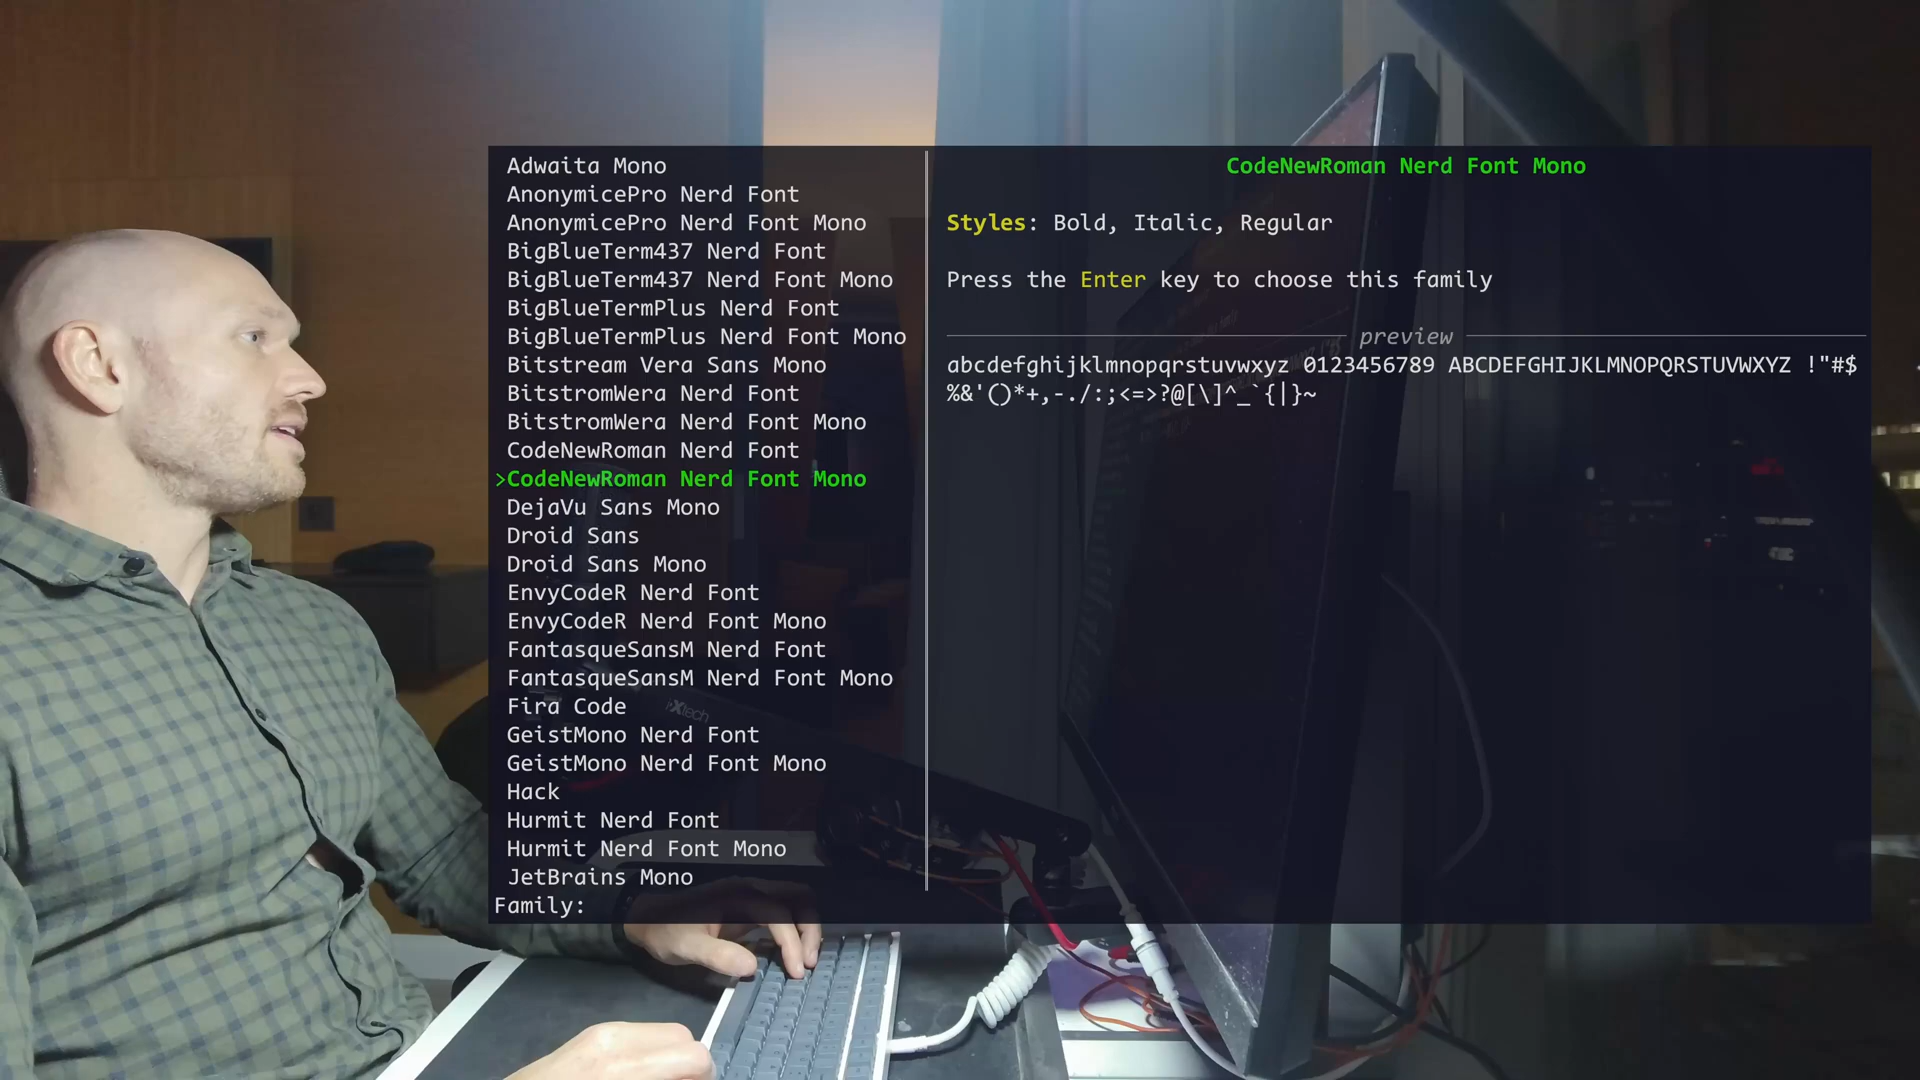 Adwaita Mono
AnonymicePro Nerd Font
AnonymicePro Nerd Font Mono
BigBlueTerm437 Nerd Font
BigBlueTerm437 Nerd Font Mono
BigBlueTermPlus Nerd Font
BigBlueTermPlus Nerd Font Mono
Bitstream Vera Sans Mono
BitstromWera Nerd Font
BitstromWera Nerd Font Mono
CodeNewRoman Nerd Font
>CodeNewRoman Nerd Font Mono
DejaVu Sans Mono
Droid Sans
Droid Sans Mono
EnvyCodeR Nerd Font
EnvyCodeR Nerd Font Mono
FantasqueSansM Nerd Font
FantasqueSansM Nerd Font Mono
Fira Code
GeistMono Nerd Font
GeistMono Nerd Font Mono
Hack
Hurmit Nerd Font
Hurmit Nerd Font Mono
JetBrains Mono
Family:
CodeNewRoman Nerd Font Mono
Styles: Bold, Italic, Regular
Press the Enter key to choose this family
preview
abcdefghijklmnopqrstuvwxyz 0123456789 ABCDEFGHIJKLMNOPQRSTUVWXYZ !"#$
%&'()*+,-./:;<=>?@[\]^_`{|}~